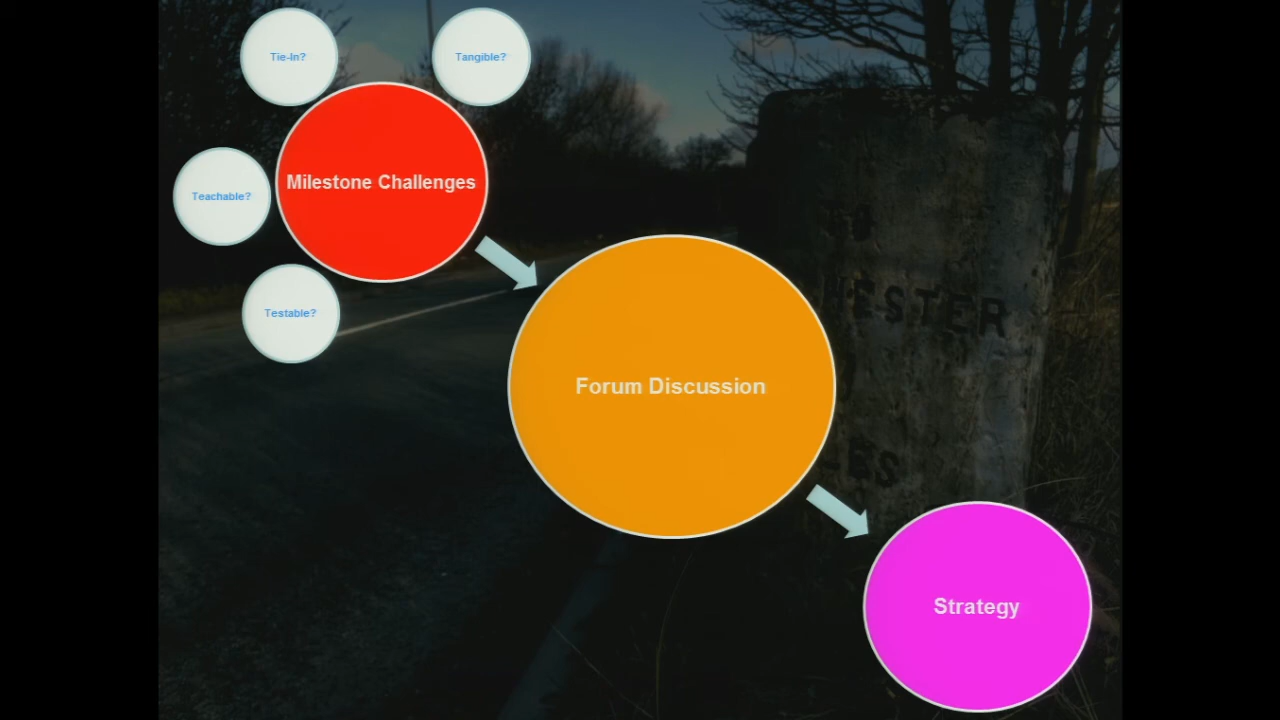 Tie-In?
Tangible?
Milestone Challenges
Teachable?
Testable?
Forum Discussion
Strategy